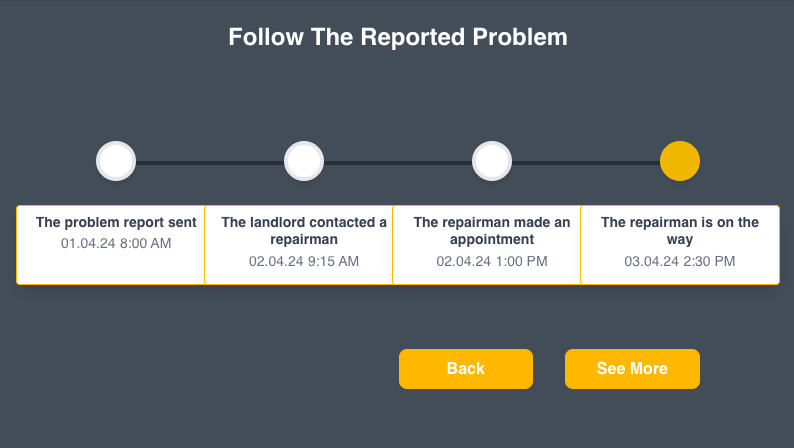 Follow The Reported Problem
The problem report sent
01.04.24 8:00 AM
The landlord contacted a
repairman
02.04.24 9:15 AM
The repairman made an
appointment
02.04.24 1:00 PM
The repairman is on the
way
03.04.24 2:30 PM
Back
See More